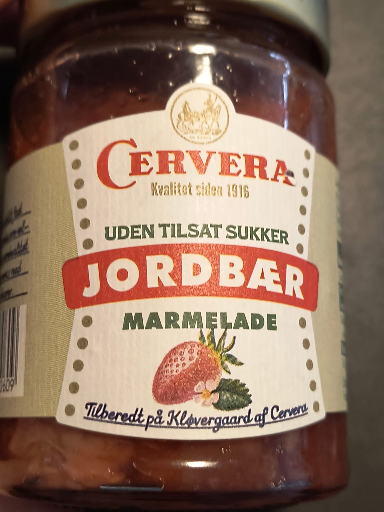 CERVERA
Kvalitet siden 1916
UDEN TILSAT SUKKER
JORDBÆR
MARMELADE
Tilberedt på Kløvergaard af Cervera